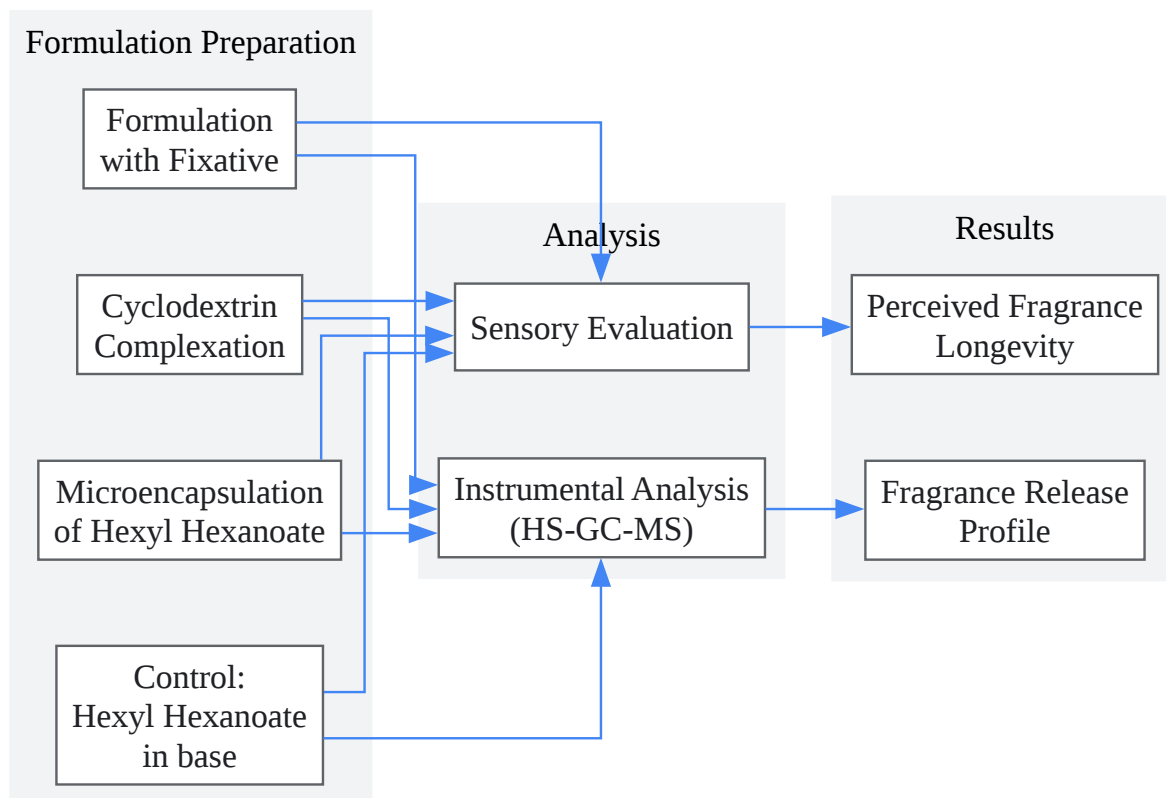 Formulation Preparation
Formulation
with Fixative
Cyclodextrin
Complexation
Microencapsulation
of Hexyl Hexanoate
Control:
Hexyl Hexanoate
in base
Analysis
Sensory Evaluation
Instrumental Analysis
(HS-GC-MS)
Results
Perceived Fragrance
Longevity
Fragrance Release
Profile